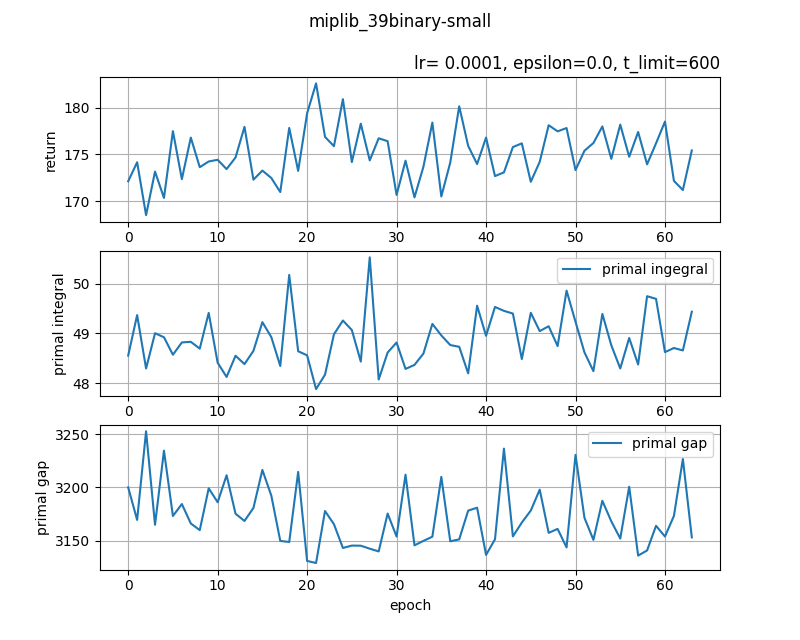 miplib_39binary-small
lr= 0.0001, epsilon=0.0, t_limit=600
return
180
175
170
0 10 20 30 40 50 60
primal integral
50
49
48
primal ingegral
0 10 20 30 40 50 60
primal gap
3250
3200
3150
primal gap
0 10 20 30 40 50 60
epoch